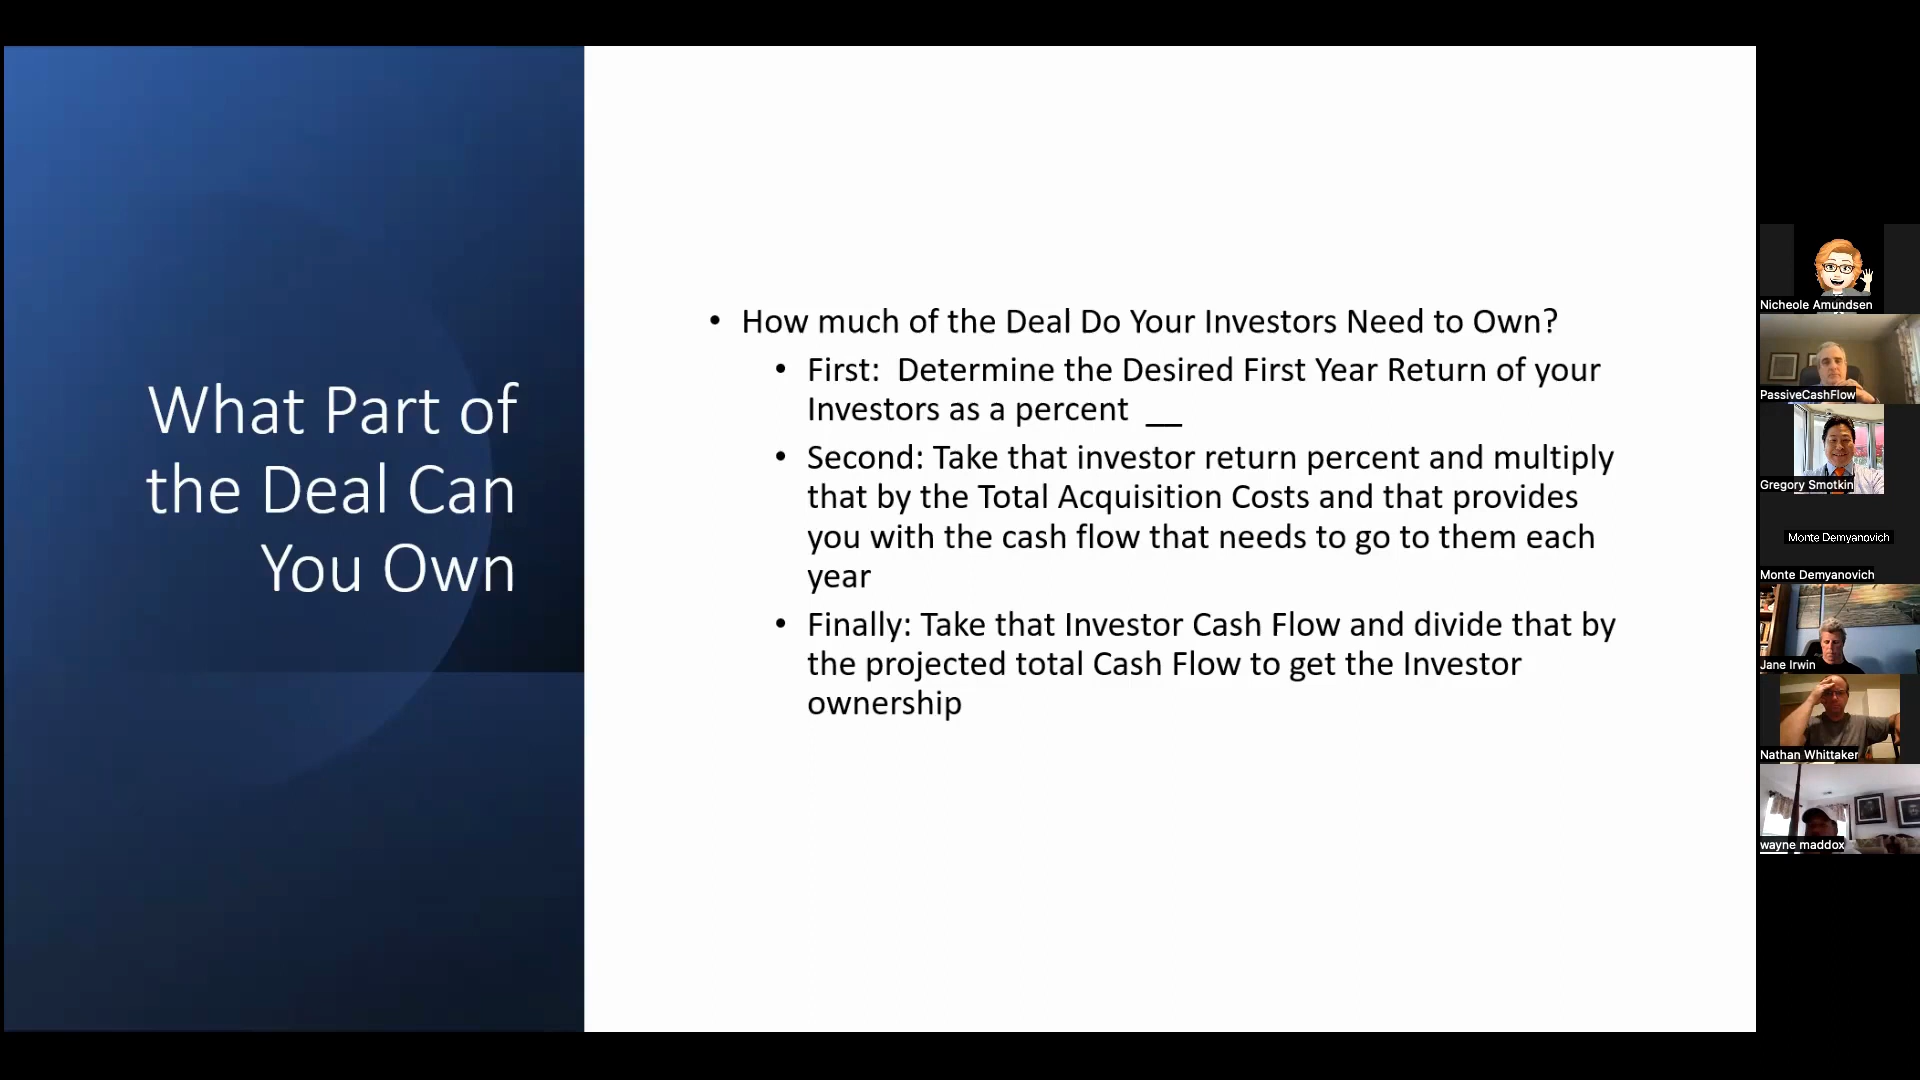 What Part of
the Deal Can
You Own
• How much of the Deal Do Your Investors Need to Own?
• First:  Determine the Desired First Year Return of your
Investors as a percent __
• Second: Take that investor return percent and multiply
that by the Total Acquisition Costs and that provides
you with the cash flow that needs to go to them each
year
• Finally: Take that Investor Cash Flow and divide that by
the projected total Cash Flow to get the Investor
ownership
Nicheole Amundsen
PassiveCashFlow
Gregory Smotkin
Monte Demyanovich
Monte Demyanovich
Jane Irwin
Nathan Whittaker
wayne maddox